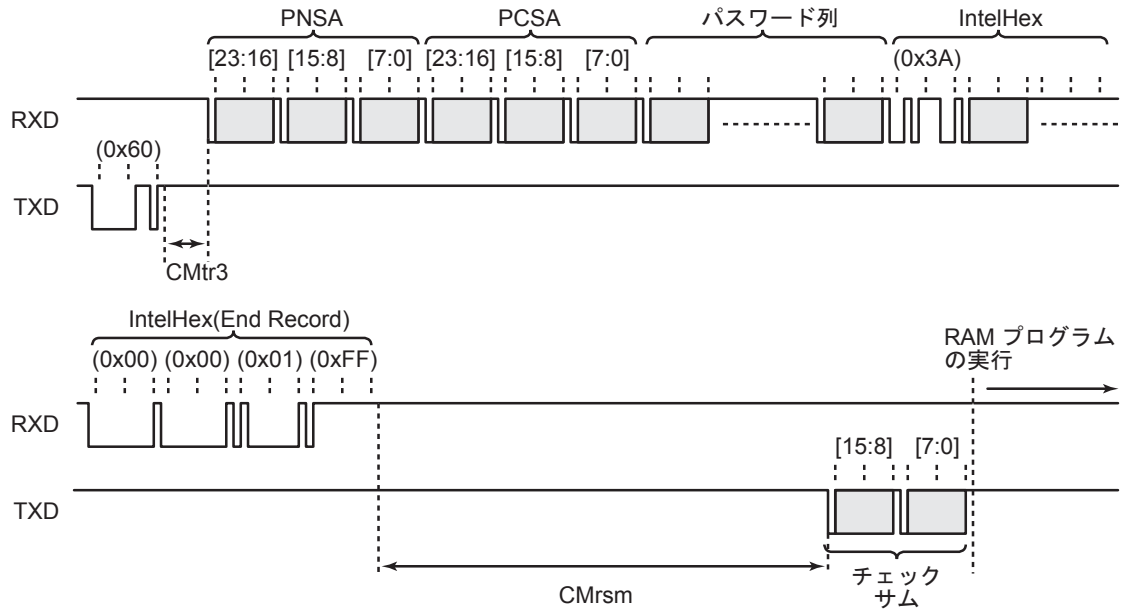 PNSA PCSA パスワード列 IntelHex
[23:16] [15:8] [7:0] [23:16] [15:8] [7:0] (0x3A)
RXD
(0x60)
TXD
CMtr3
IntelHex(End Record)
(0x00) (0x00) (0x01) (0xFF)
RAM プログラム
の実行
RXD
[15:8] [7:0]
TXD
チェック
サム
CMrsm